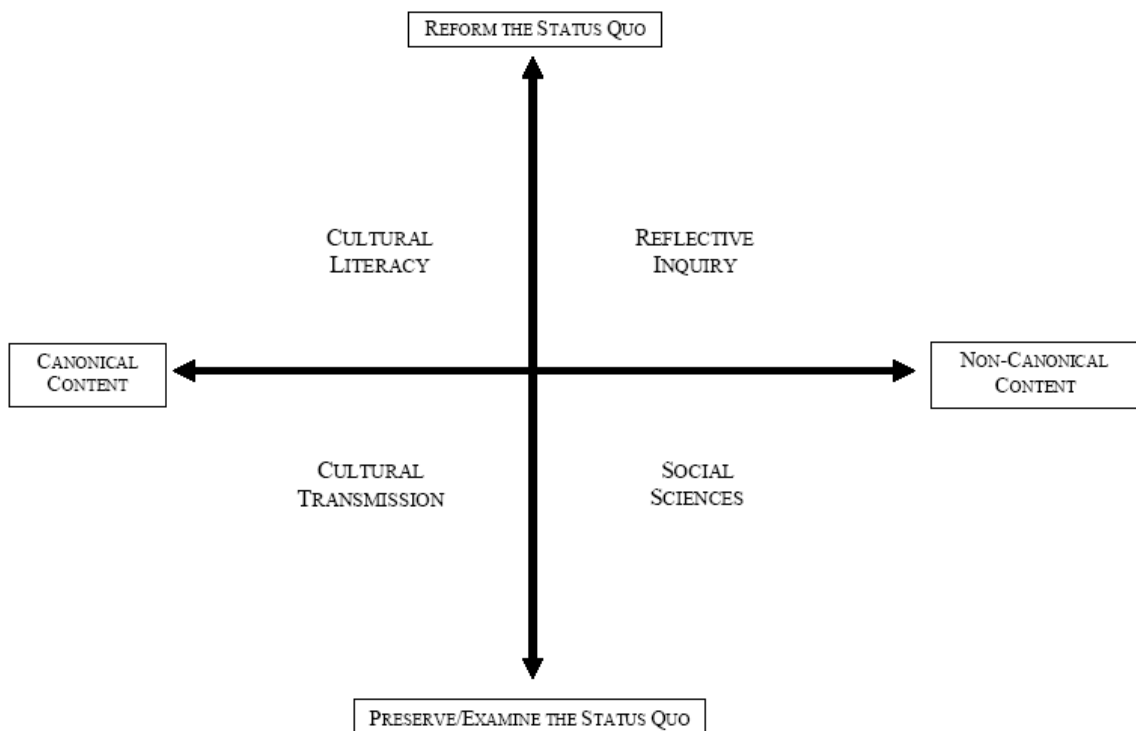 REFORM THE STATUS QUO
CULTURAL
LITERACY
REFLECTIVE
INQUIRY
CANONICAL
CONTENT
NON-CANONICAL
CONTENT
CULTURAL
TRANSMISSION
SOCIAL
SCIENCES
PRESERVE/EXAMINE THE STATUS QUO